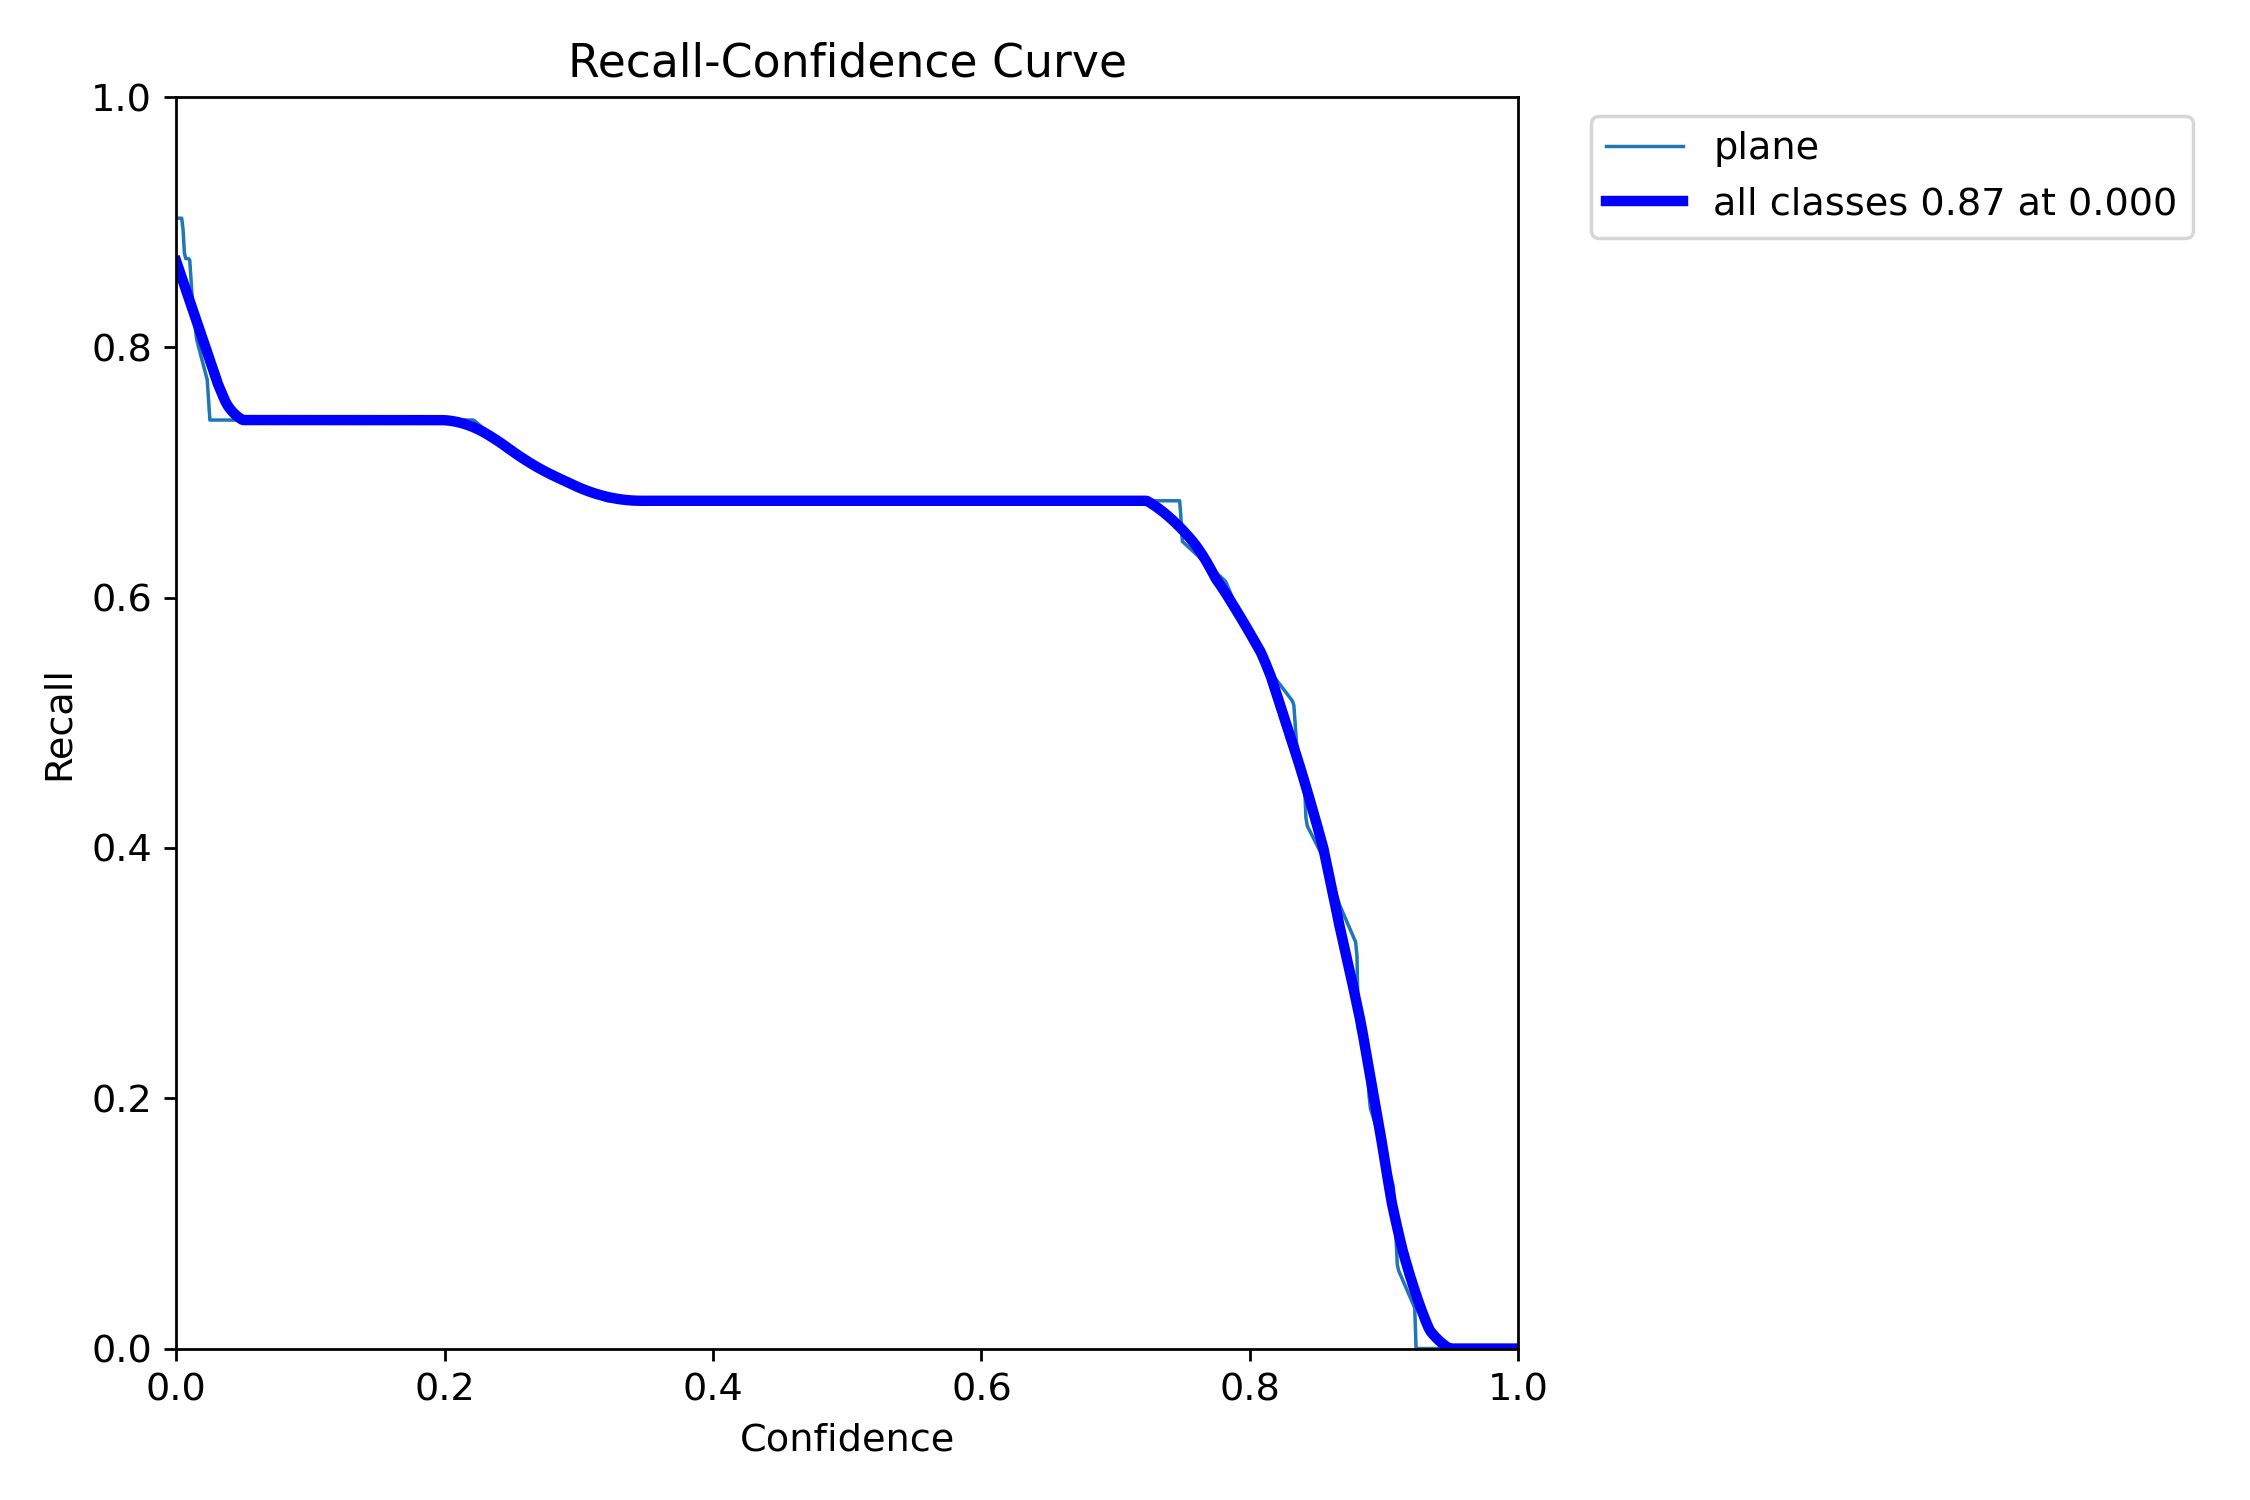 Recall-Confidence Curve
1.0
0.8
0.6
0.4
0.2
0.0
Recall
0.0 0.2 0.4 0.6 0.8 1.0
Confidence
plane
all classes 0.87 at 0.000